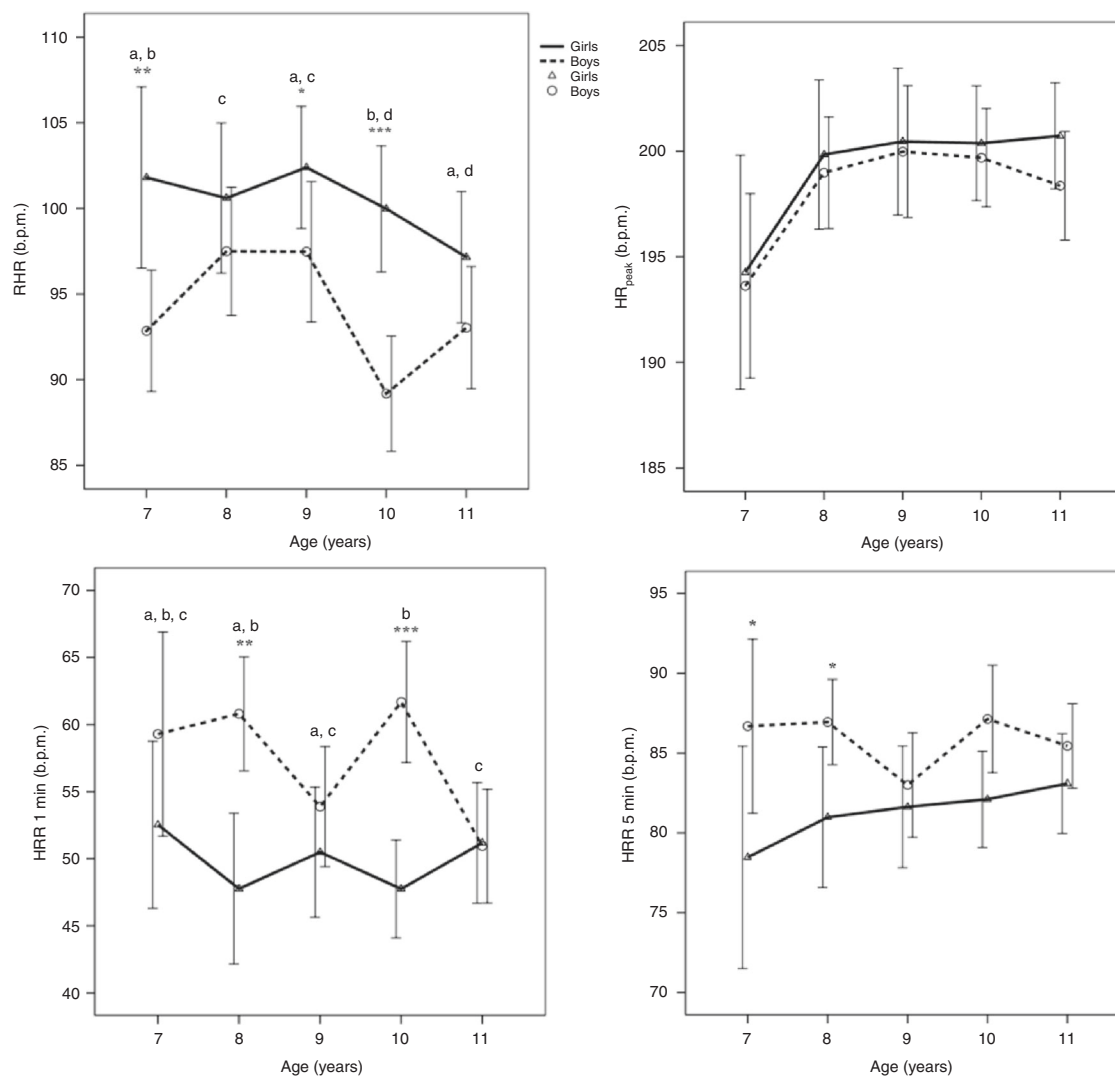 110
105
100
95
90
85
RHR (b.p.m.)
a, b
**
c
a, c
*
b, d
***
a, d
7 8 9 10 11
Age (years)
Girls
Boys
Girls
Boys
205
200
195
190
185
HRpeak (b.p.m.)
7 8 9 10 11
Age (years)
70
65
60
55
50
45
40
HRR 1 min (b.p.m.)
a, b, c
a, b
**
a, c
b
***
c
7 8 9 10 11
Age (years)
95
90
85
80
75
70
HRR 5 min (b.p.m.)
*
*
7 8 9 10 11
Age (years)